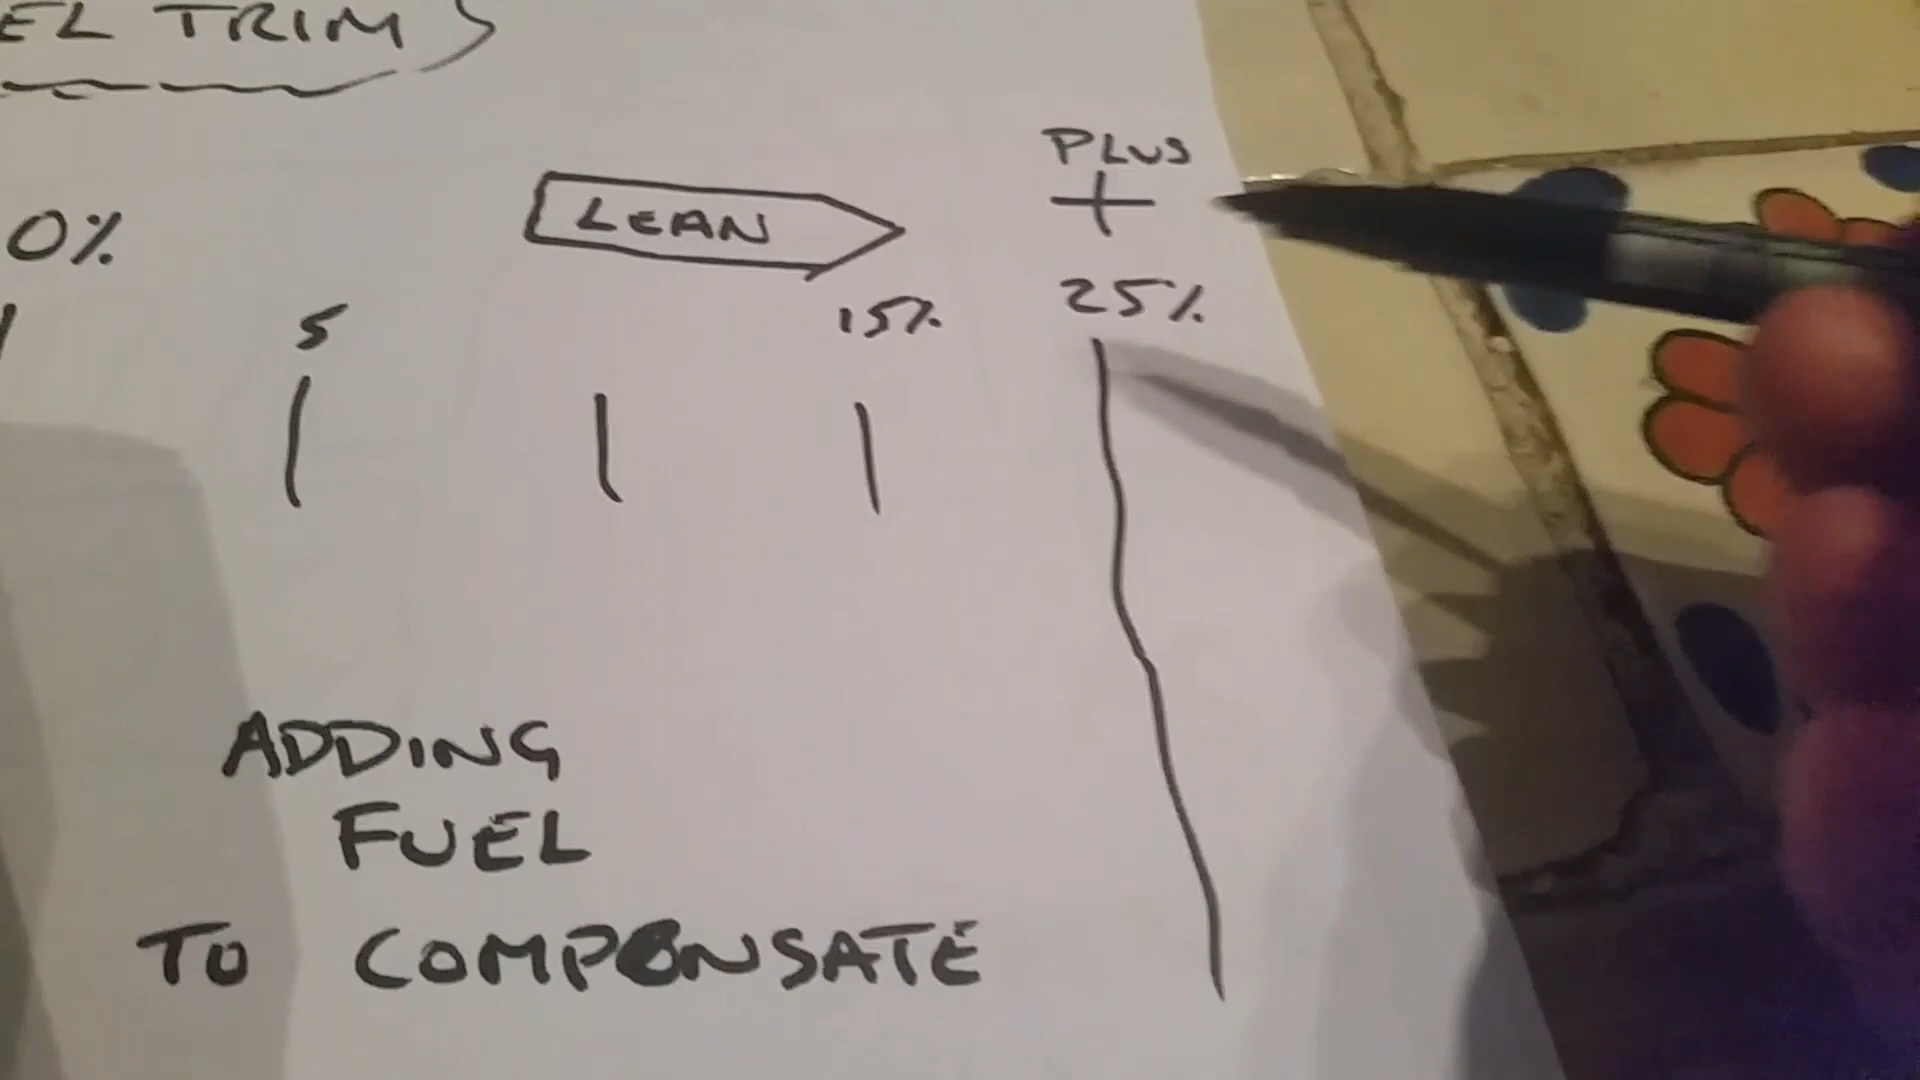 EL TRIM
PLUS
+
0%
LEAN
25%
5
15%
ADDING
FUEL
TO COMPENSATE